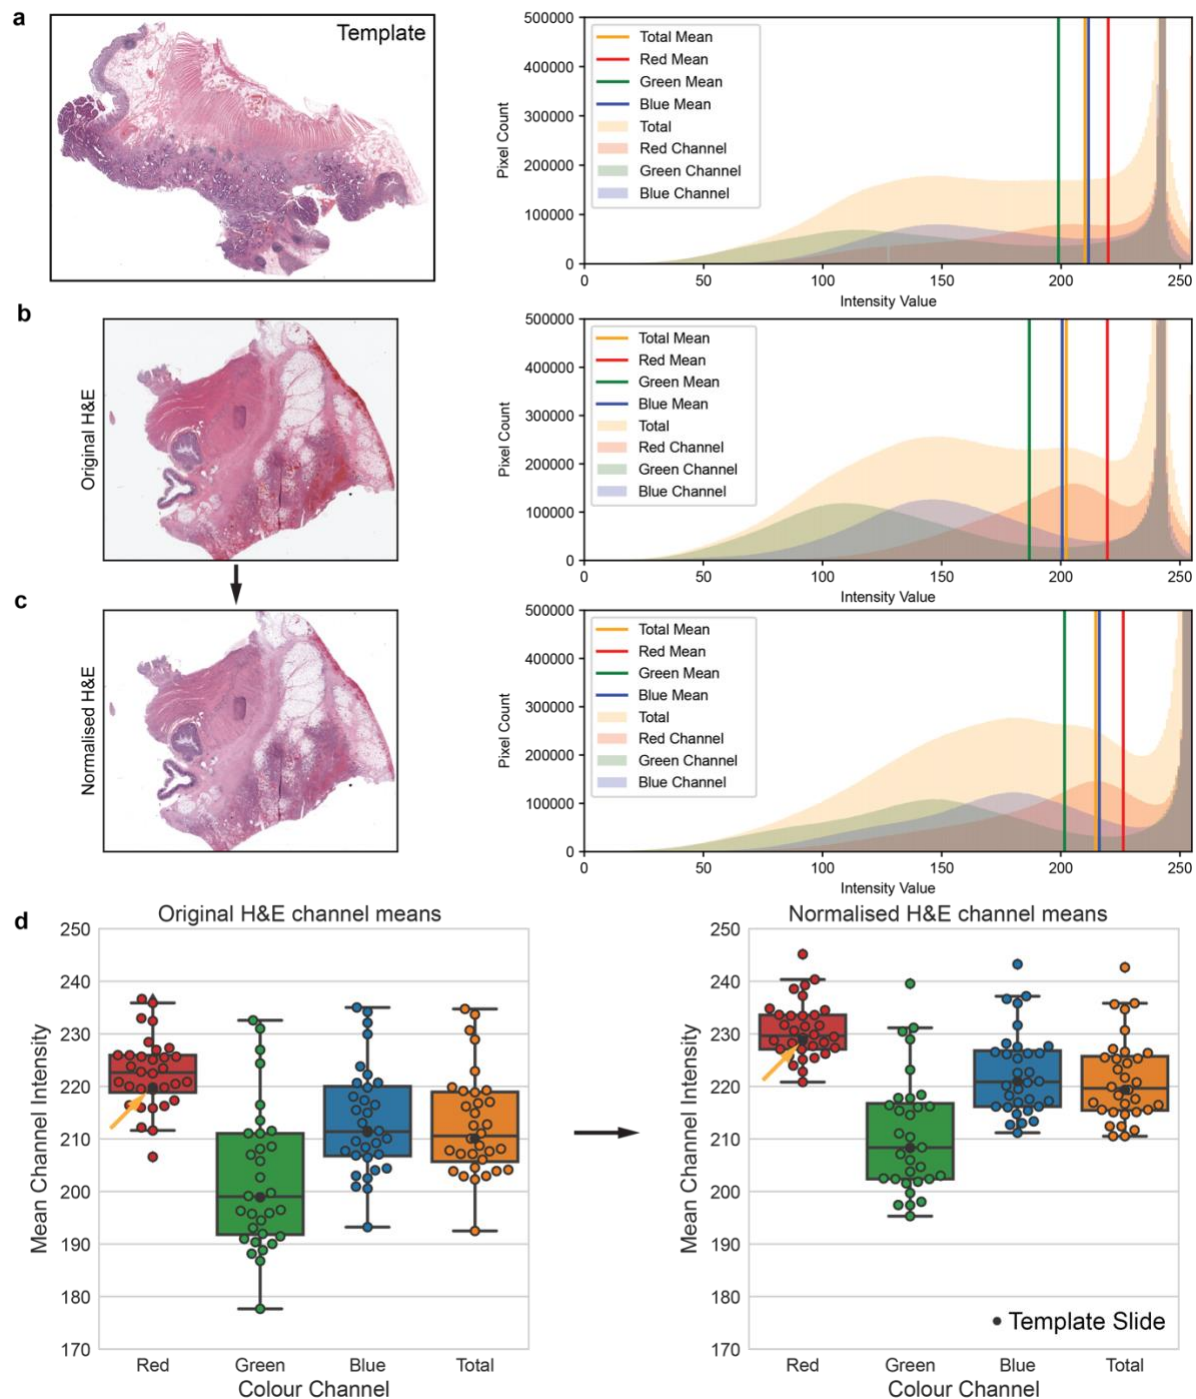 a
Template
500000
400000
300000
200000
100000
0
Pixel Count
Total Mean
Red Mean
Green Mean
Blue Mean
Total
Red Channel
Green Channel
Blue Channel
0 50 100 150 200 250
Intensity Value
b
Original H&E
500000
400000
300000
200000
100000
0
Pixel Count
Total Mean
Red Mean
Green Mean
Blue Mean
Total
Red Channel
Green Channel
Blue Channel
0 50 100 150 200 250
Intensity Value
c
Normalised H&E
500000
400000
300000
200000
100000
0
Pixel Count
Total Mean
Red Mean
Green Mean
Blue Mean
Total
Red Channel
Green Channel
Blue Channel
0 50 100 150 200 250
Intensity Value
d
Original H&E channel means
250
240
230
220
210
200
190
180
170
Mean Channel Intensity
Red Green Blue Total
Colour Channel
Normalised H&E channel means
250
240
230
220
210
200
190
180
170
Mean Channel Intensity
Template Slide
Red Green Blue Total
Colour Channel